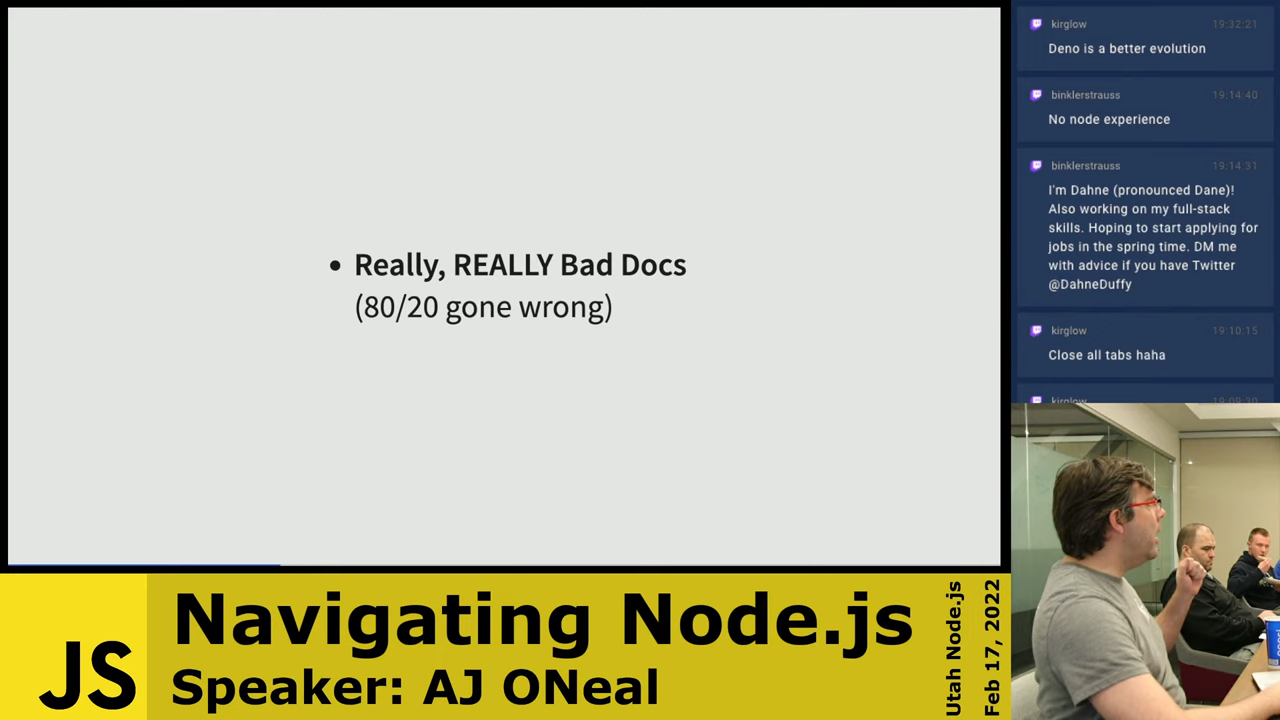 • Really, REALLY Bad Docs
(80/20 gone wrong)
kirglow 19:32:21
Deno is a better evolution
binklerstrauss 19:14:40
No node experience
binklerstrauss 19:14:31
I'm Dahne (pronounced Dane)!
Also working on my full-stack
skills. Hoping to start applying for
jobs in the spring time. DM me
with advice if you have Twitter
@DahneDuffy
kirglow 19:10:15
Close all tabs haha
kirglow 19:09:30
JS
Navigating Node.js
Speaker: AJ ONeal
Utah Node.js
Feb 17, 2022